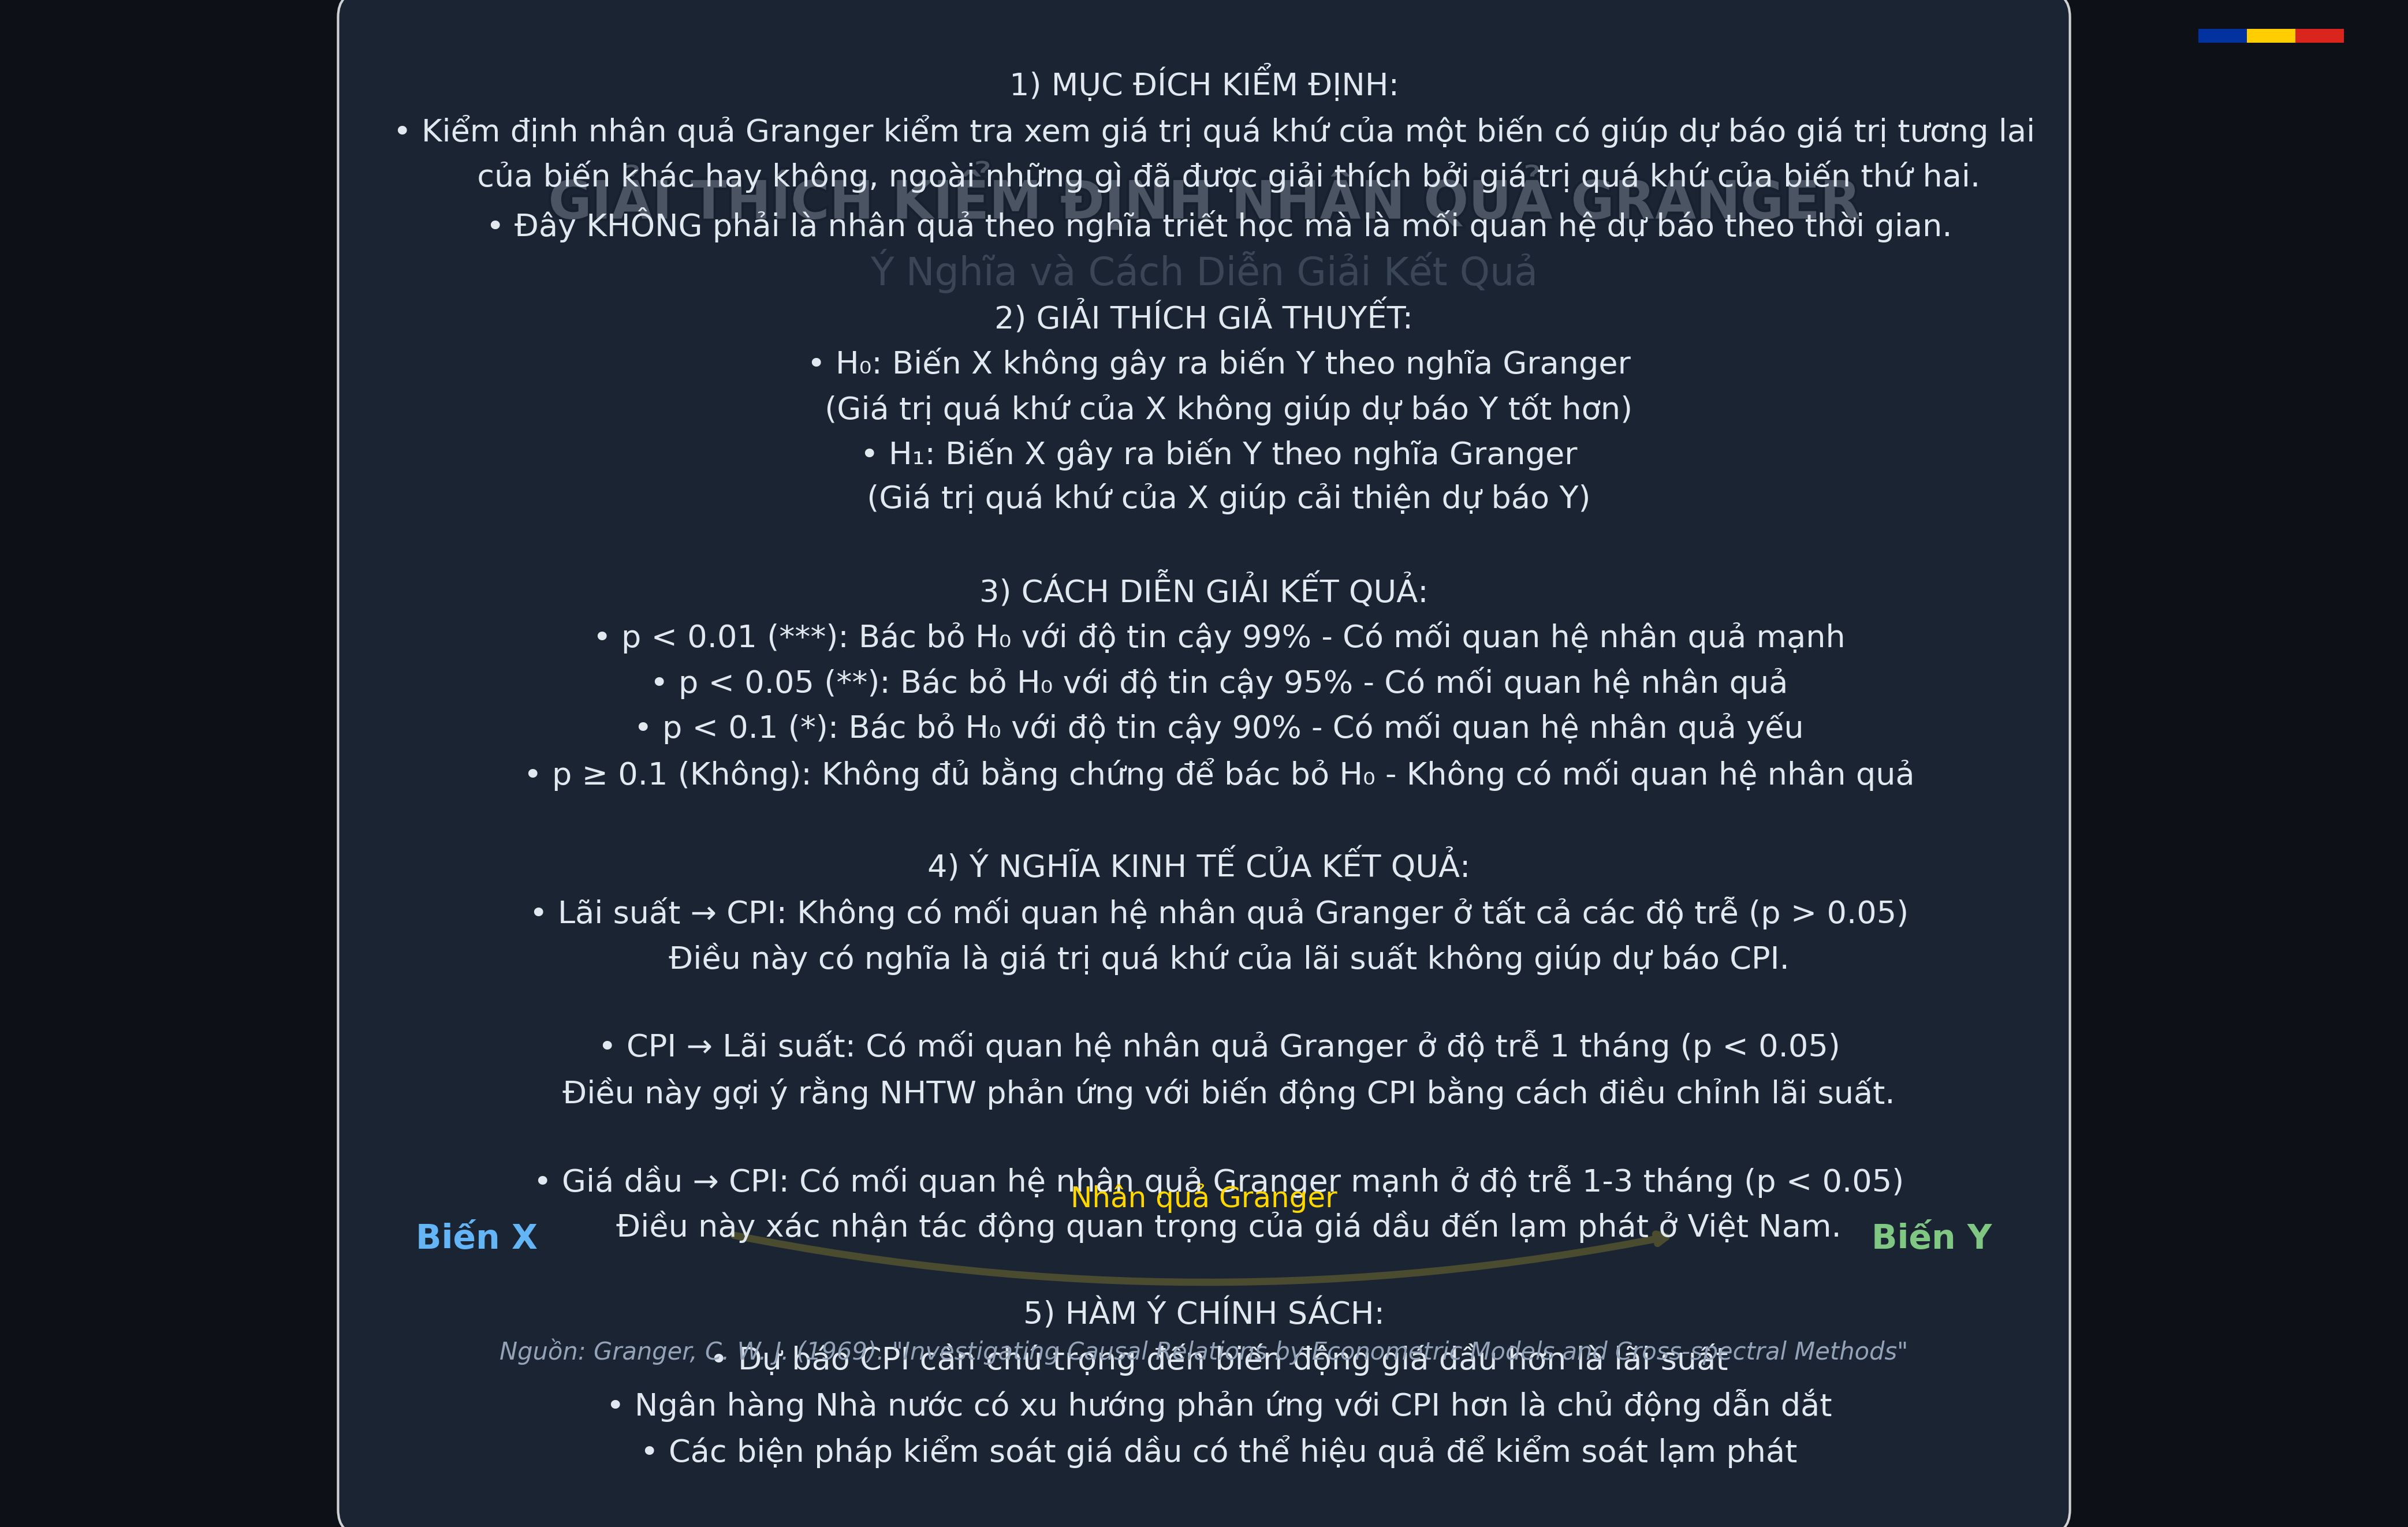 1) MỤC ĐÍCH KIỂM ĐỊNH:
• Kiểm định nhân quả Granger kiểm tra xem giá trị quá khứ của một biến có giúp dự báo giá trị tương lai
của biến khác hay không, ngoài những gì đã được giải thích bởi giá trị quá khứ của biến thứ hai.
GIẢI THÍCH KIỂM ĐỊNH NHÂN QUẢ GRANGER
• Đây KHÔNG phải là nhân quả theo nghĩa triết học mà là mối quan hệ dự báo theo thời gian.
Ý Nghĩa và Cách Diễn Giải Kết Quả
2) GIẢI THÍCH GIẢ THUYẾT:
• H₀: Biến X không gây ra biến Y theo nghĩa Granger
(Giá trị quá khứ của X không giúp dự báo Y tốt hơn)
• H₁: Biến X gây ra biến Y theo nghĩa Granger
(Giá trị quá khứ của X giúp cải thiện dự báo Y)
3) CÁCH DIỄN GIẢI KẾT QUẢ:
• p < 0.01 (***): Bác bỏ H₀ với độ tin cậy 99% - Có mối quan hệ nhân quả mạnh
• p < 0.05 (**): Bác bỏ H₀ với độ tin cậy 95% - Có mối quan hệ nhân quả
• p < 0.1 (*): Bác bỏ H₀ với độ tin cậy 90% - Có mối quan hệ nhân quả yếu
• p ≥ 0.1 (Không): Không đủ bằng chứng để bác bỏ H₀ - Không có mối quan hệ nhân quả
4) Ý NGHĨA KINH TẾ CỦA KẾT QUẢ:
• Lãi suất → CPI: Không có mối quan hệ nhân quả Granger ở tất cả các độ trễ (p > 0.05)
Điều này có nghĩa là giá trị quá khứ của lãi suất không giúp dự báo CPI.
• CPI → Lãi suất: Có mối quan hệ nhân quả Granger ở độ trễ 1 tháng (p < 0.05)
Điều này gợi ý rằng NHTW phản ứng với biến động CPI bằng cách điều chỉnh lãi suất.
• Giá dầu → CPI: Có mối quan hệ nhân quả Granger mạnh ở độ trễ 1-3 tháng (p < 0.05)
Nhân quả Granger
Điều này xác nhận tác động quan trọng của giá dầu đến lạm phát ở Việt Nam.
Biến X
Biến Y
5) HÀM Ý CHÍNH SÁCH:
Nguồn: Granger, C. W. J. (1969). "Investigating Causal Relations by Econometric Models and Cross-spectral Methods"
• Dự báo CPI cần chú trọng đến biến động giá dầu hơn là lãi suất
• Ngân hàng Nhà nước có xu hướng phản ứng với CPI hơn là chủ động dẫn dắt
• Các biện pháp kiểm soát giá dầu có thể hiệu quả để kiểm soát lạm phát